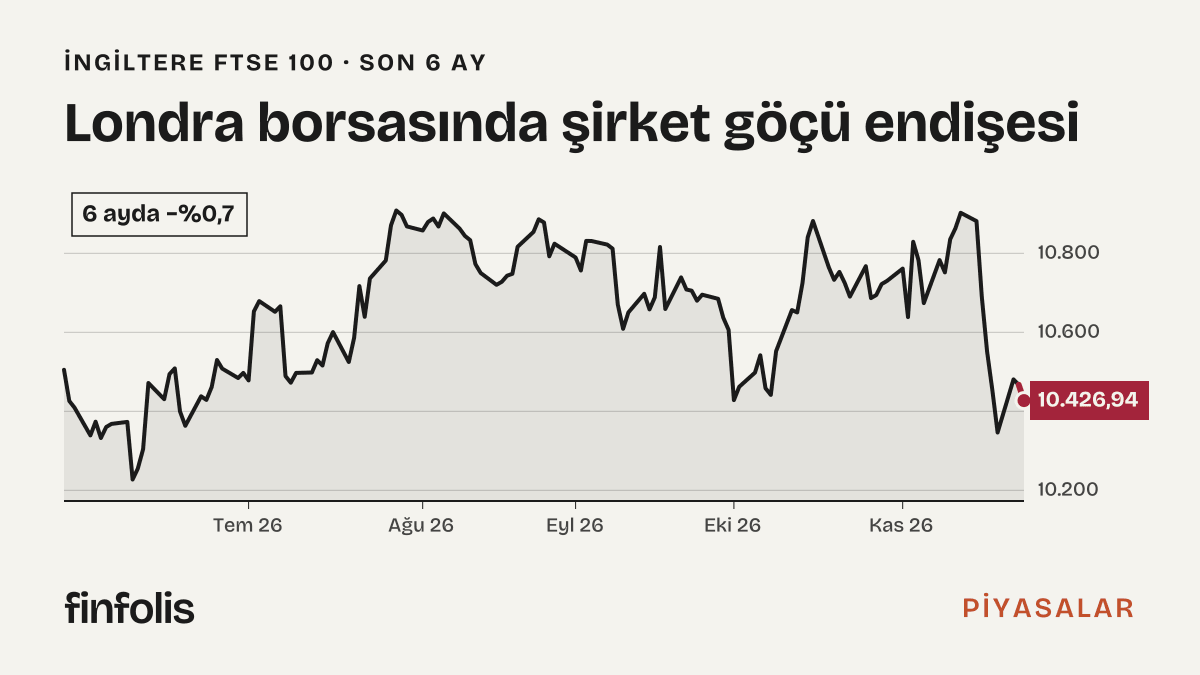 İNGİLTERE FTSE 100 · SON 6 AY
Londra borsasında şirket göçü endişesi
6 ayda −%0,7
10.800
10.600
10.426,94
10.200
Tem 26 Ağu 26 Eyl 26 Eki 26 Kas 26
finfolis
PİYASALAR